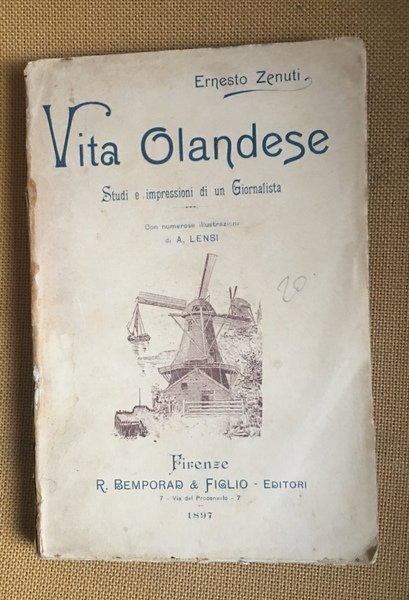 Ernesto Zenuti
Vita Olandese
Studi e impressioni di un Giornalista
Con numerose illustrazioni
di A. LENSI
20
Firenze
R. BEMPORAD & FIGLIO - EDITORI
7 - Via del Proconsolo - 7
1897